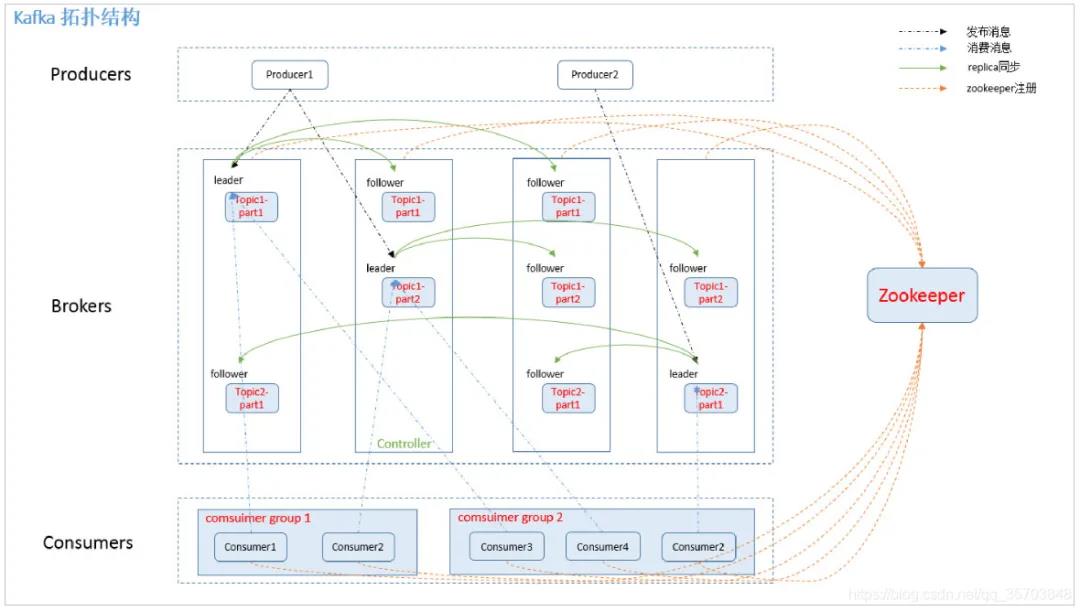 Kafka 拓扑结构
发布消息
消费消息
replica同步
zookeeper注册
Producers
Producer1
Producer2
Brokers
leader
Topic1-
part1
follower
Topic1-
part1
follower
Topic1-
part1
leader
Topic1-
part2
follower
Topic1-
part2
follower
Topic1-
part2
Zookeeper
follower
Topic2-
part1
follower
Topic2-
part1
leader
Topic2-
part1
Controller
Consumers
comsuimer group 1
Consumer1
Consumer2
comsuimer group 2
Consumer3
Consumer4
Consumer2
https://blog.csdn.net/qq_35703848